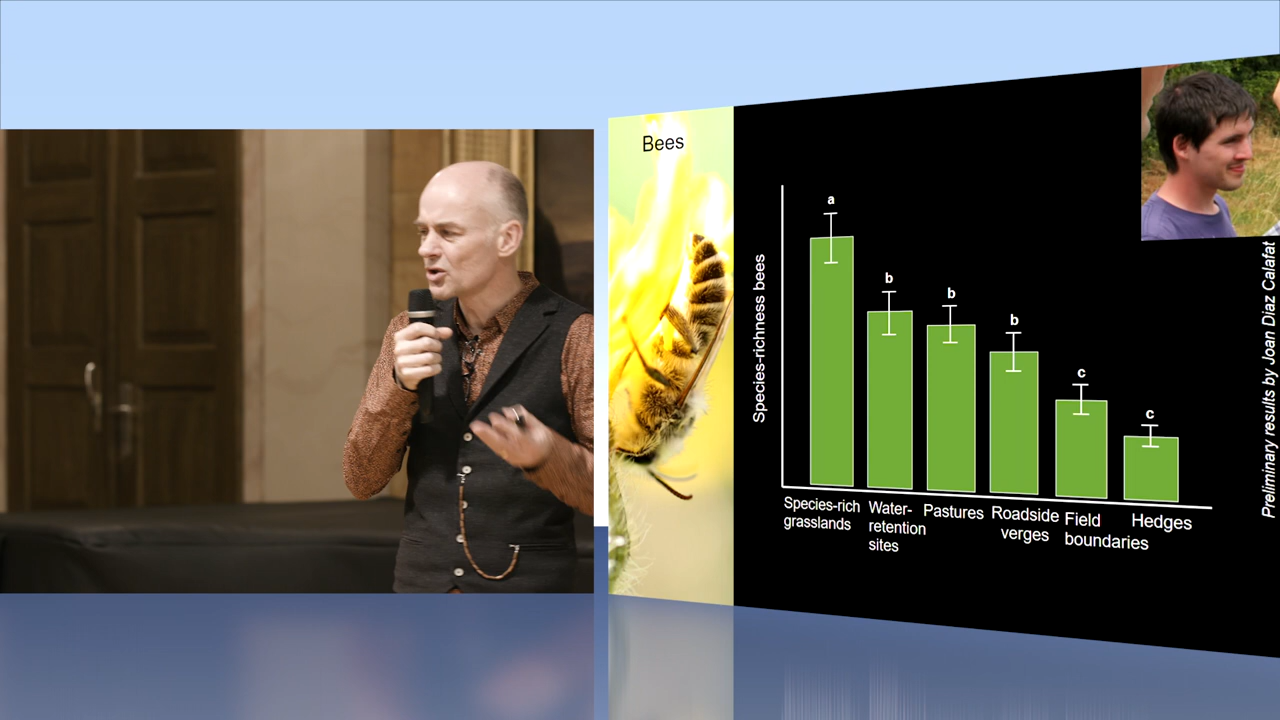 Bees
Species-richness bees
a
b
b
b
c
c
Species-rich
grasslands
Water-
retention
sites
Pastures
Roadside
verges
Field
boundaries
Hedges
Preliminary results by Joan Diaz Calafat